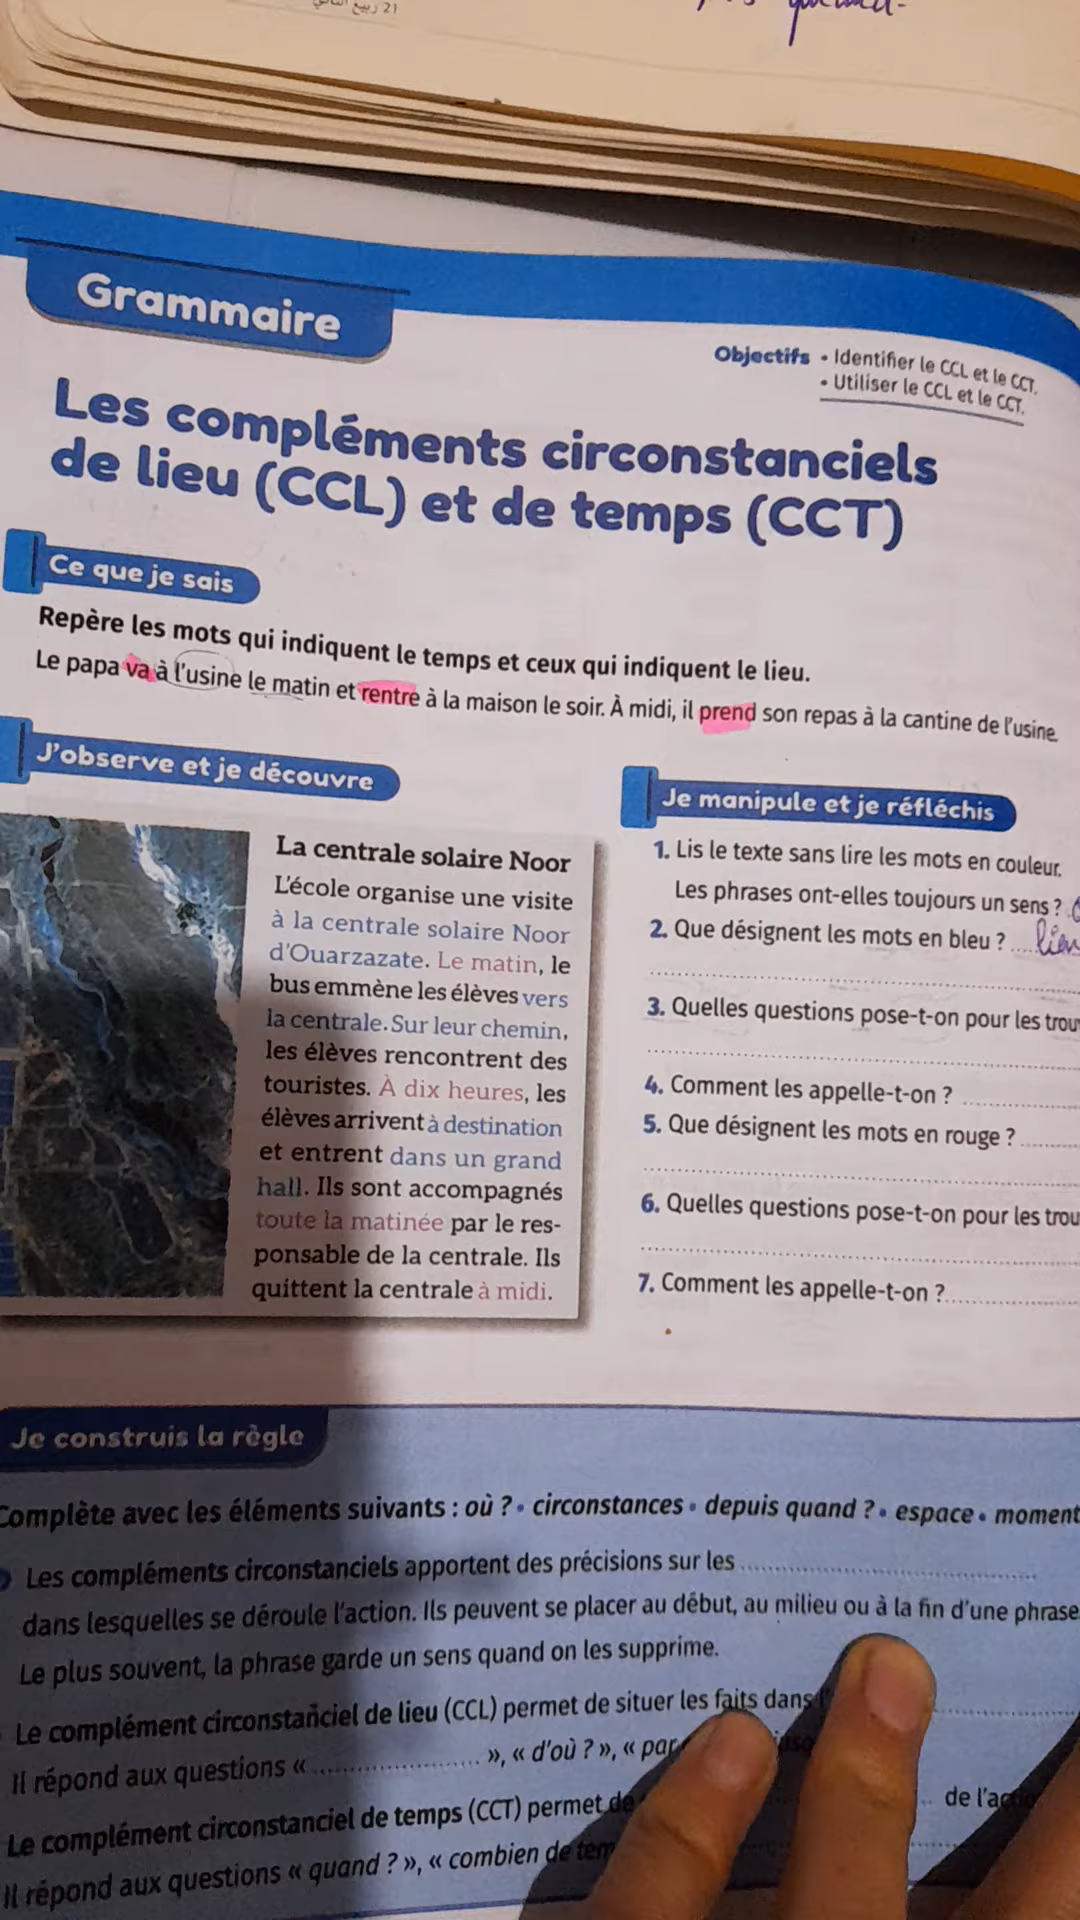 21 ربيع الثاني
Grammaire
Objectifs • Identifier le CCL et le CCT.
• Utiliser le CCL et le CCT.
Les compléments circonstanciels
de lieu (CCL) et de temps (CCT)
Ce que je sais
Repère les mots qui indiquent le temps et ceux qui indiquent le lieu.
Le papa va à l'usine le matin et rentre à la maison le soir. À midi, il prend son repas à la cantine de l'usine.
J'observe et je découvre
La centrale solaire Noor
L'école organise une visite
à la centrale solaire Noor
d'Ouarzazate. Le matin, le
bus emmène les élèves vers
la centrale. Sur leur chemin,
les élèves rencontrent des
touristes. À dix heures, les
élèves arrivent à destination
et entrent dans un grand
hall. Ils sont accompagnés
toute la matinée par le res-
ponsable de la centrale. Ils
quittent la centrale à midi.
Je manipule et je réfléchis
1. Lis le texte sans lire les mots en couleur.
Les phrases ont-elles toujours un sens ?
2. Que désignent les mots en bleu ? ....
3. Quelles questions pose-t-on pour les
4. Comment les appelle-t-on ?
5. Que désignent les mots en rouge ?
6. Quelles questions pose-t-on pour les
7. Comment les appelle-t-on ?
Je construis la règle
Complète avec les éléments suivants : où ? • circonstances • depuis quand ? • espace • moment
Les compléments circonstanciels apportent des précisions sur les
dans lesquelles se déroule l'action. Ils peuvent se placer au début, au milieu ou à la fin d'une phrase
Le plus souvent, la phrase garde un sens quand on les supprime.
Le complément circonstanciel de lieu (CCL) permet de situer les faits dans
Il répond aux questions « .................... », « d'où ? », «
Le complément circonstanciel de temps (CCT) permet de
de
Il répond aux questions « quand ? », « combien de